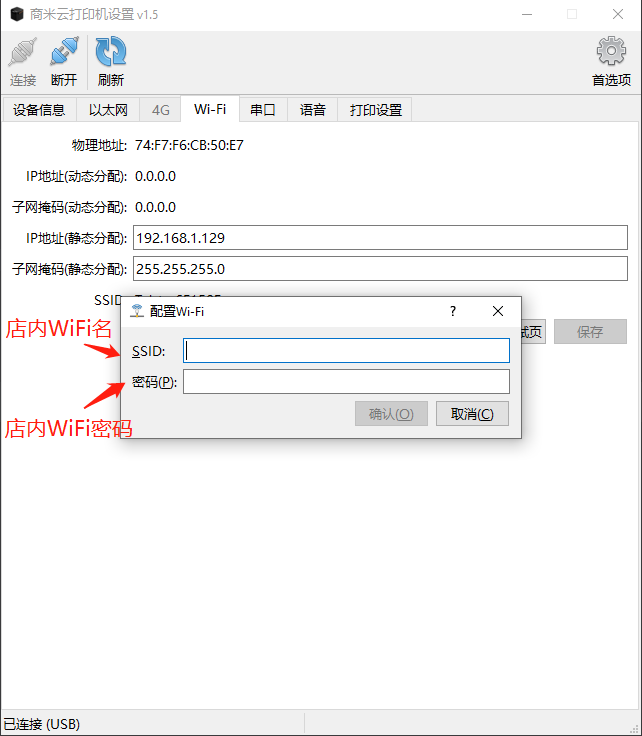 商米云打印机设置 v1.5
连接 断开 刷新 首选项
设备信息 以太网 4G Wi-Fi 串口 语音 打印设置
物理地址: 74:F7:F6:CB:50:E7
IP地址(动态分配): 0.0.0.0
子网掩码(动态分配): 0.0.0.0
IP地址(静态分配): 192.168.1.129
子网掩码(静态分配): 255.255.255.0
SSID
配置Wi-Fi ?
店内WiFi名
试页 保存
SSID:
密码(P):
确认(O) 取消(C)
店内WiFi密码
已连接 (USB)